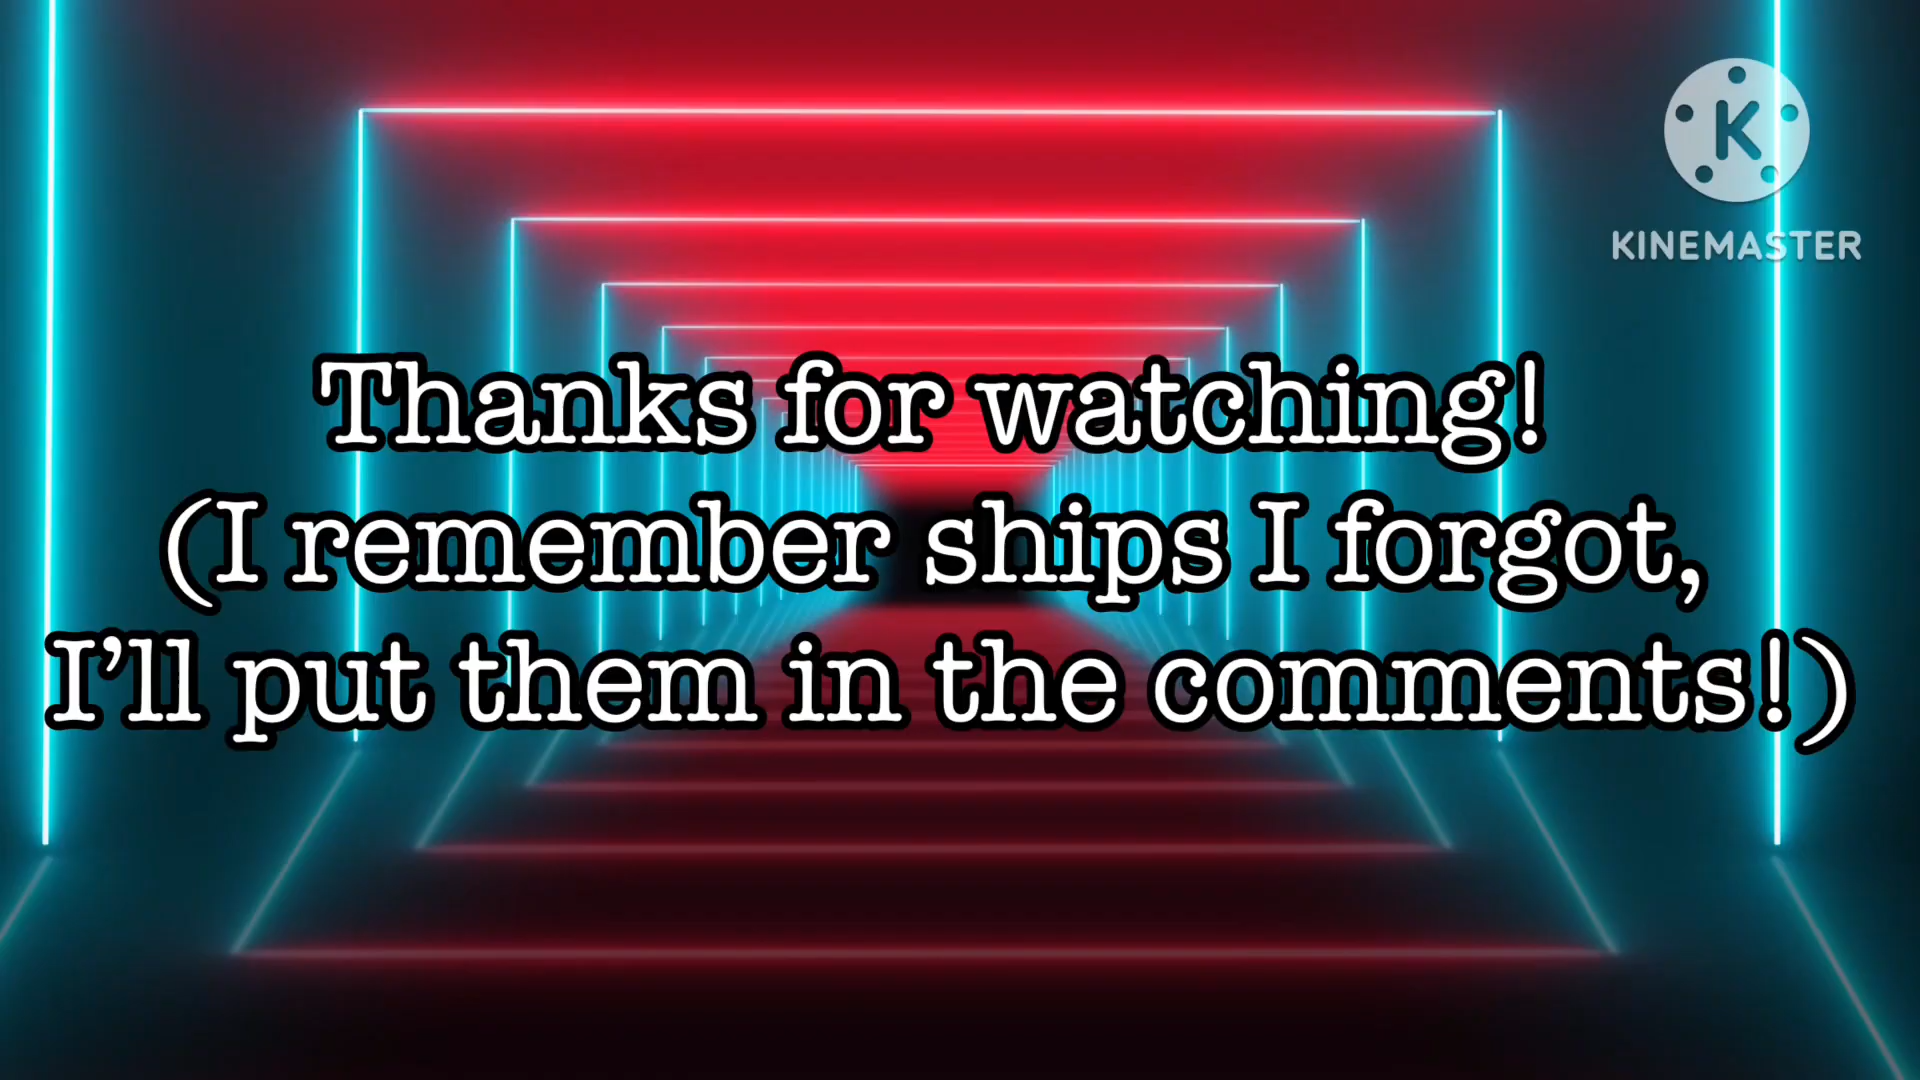 K
KINEMASTER
Thanks for watching!
(I remember ships I forgot,
I'll put them in the comments!)